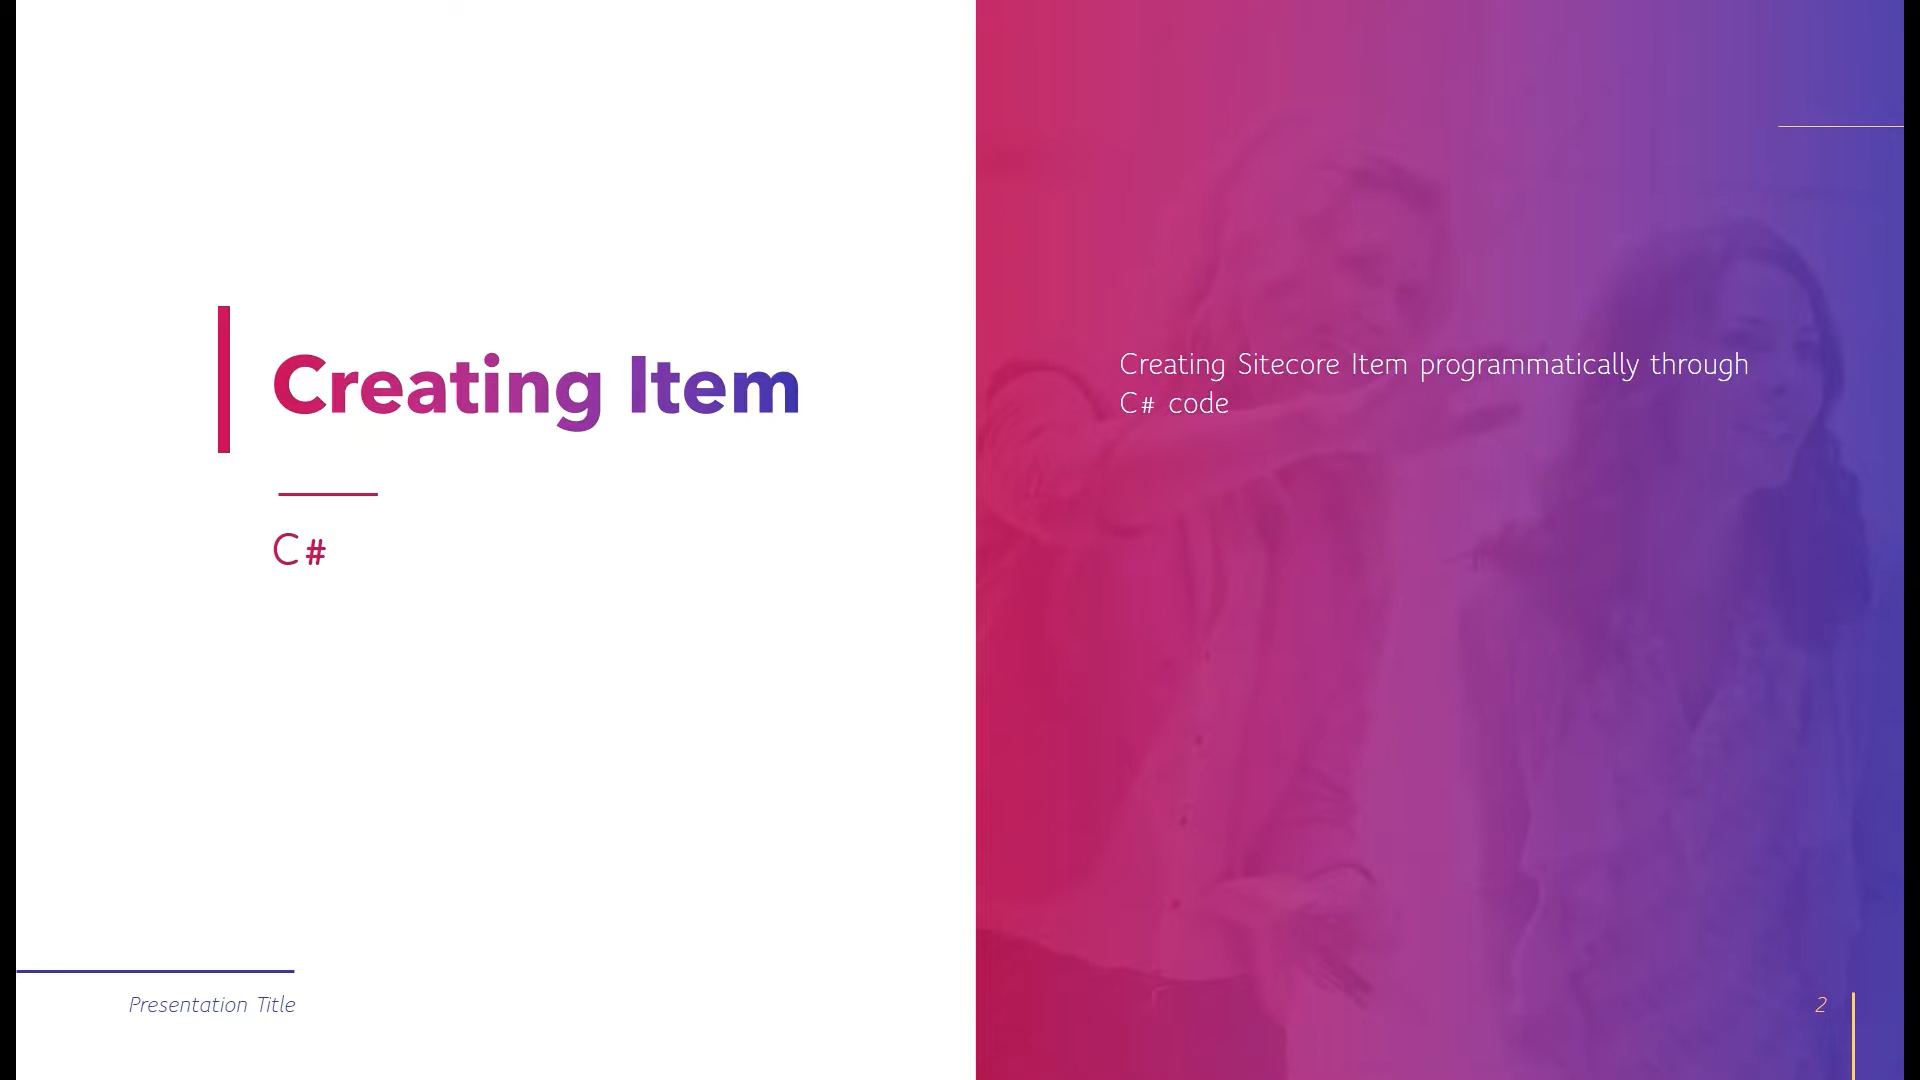 Creating Item
C#
Creating Sitecore Item programmatically through
C# code
Presentation Title
2